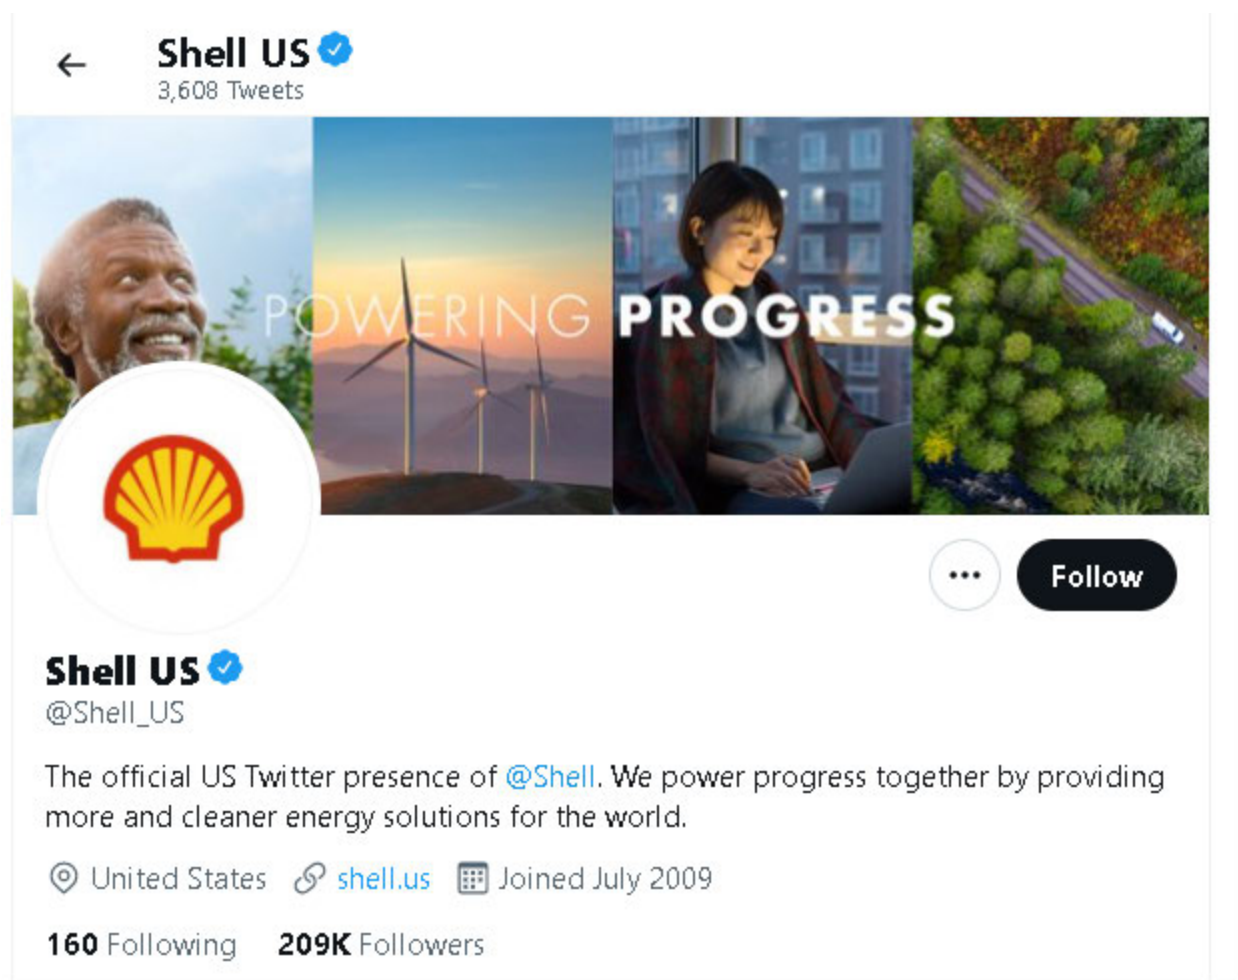 Shell US
3,608 Tweets
POWERING PROGRESS
Follow
Shell US
@Shell_US
The official US Twitter presence of @Shell. We power progress together by providing
more and cleaner energy solutions for the world.
United States shell.us Joined July 2009
160 Following 209K Followers